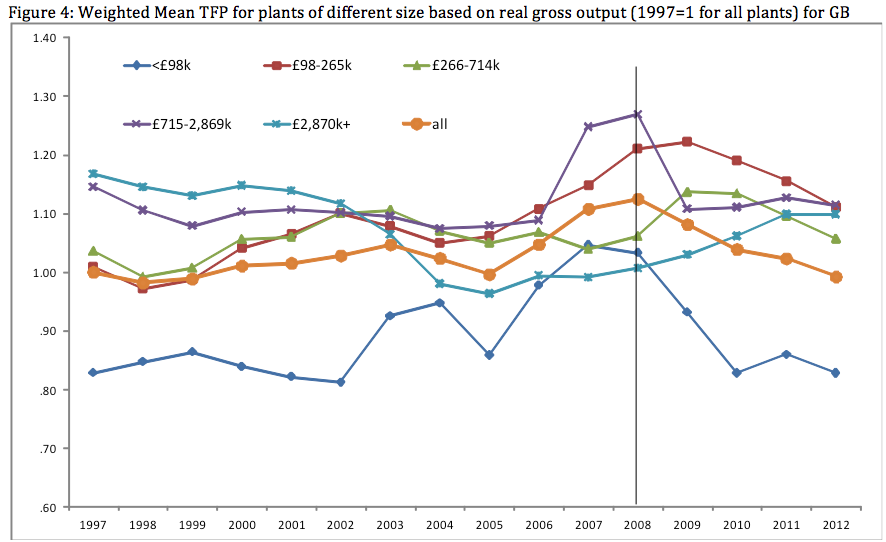 Figure 4: Weighted Mean TFP for plants of different size based on real gross output (1997=1 for all plants) for GB
1.40
<£98k £98-265k £266-714k
1.30
£715-2,869k £2,870k+ all
1.20
1.10
1.00
.90
.80
.70
.60
1997 1998 1999 2000 2001 2002 2003 2004 2005 2006 2007 2008 2009 2010 2011 2012